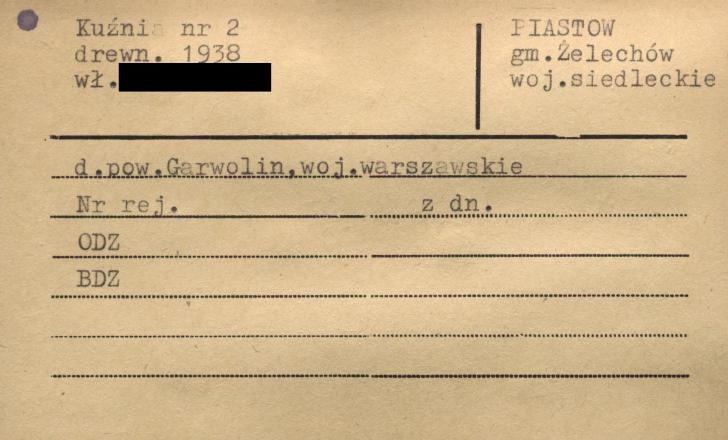 Kuźnia nr 2
drewn. 1938
wł.
PIASTOW
gm.Żelechów
woj.siedleckie
d.pow.Garwolin,woj.warszawskie
Nr rej. z dn.
ODZ
BDZ